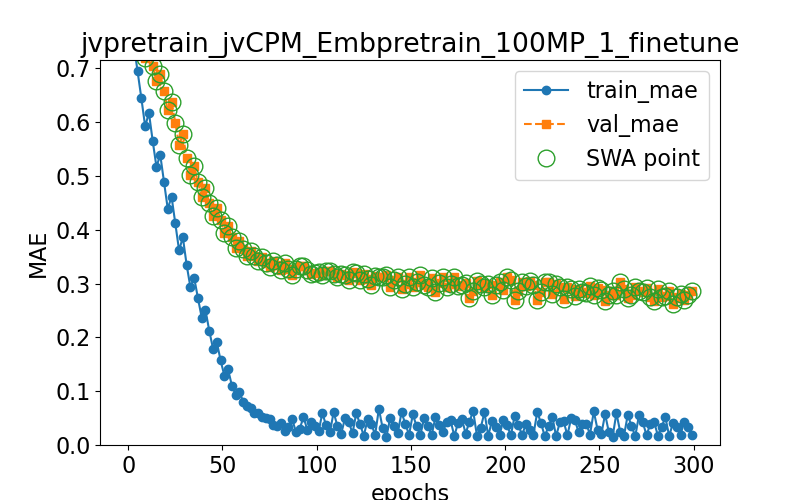 jvpretrain_jvCPM_Embpretrain_100MP_1_finetune
train_mae
val_mae
SWA point
MAE
0.7
0.6
0.5
0.4
0.3
0.2
0.1
0.0
0 50 100 150 200 250 300
epochs